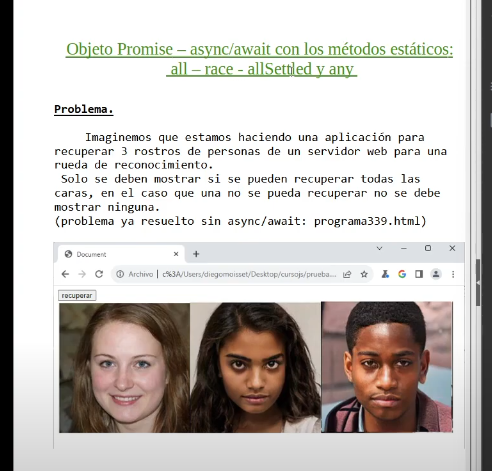 Objeto Promise – async/await con los métodos estáticos:
all – race - allSettled y any
Problema.
Imaginemos que estamos haciendo una aplicación para
recuperar 3 rostros de personas de un servidor web para una
rueda de reconocimiento.
Solo se deben mostrar si se pueden recuperar todas las
caras, en el caso que una no se pueda recuperar no se debe
mostrar ninguna.
(problema ya resuelto sin async/await: programa339.html)
Document
Archivo | c%3A/Users/diegomoisset/Desktop/cursojs/prueba...
recuperar